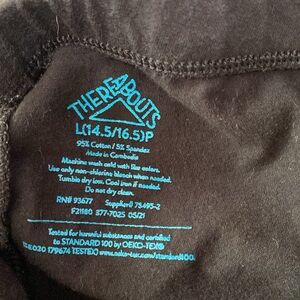 THEREABOUTS
L(14.5/16.5)P
95% Cotton / 5% Spandex
Made in Cambodia
Machine wash cold with like colors.
Use only non-chlorine bleach when needed.
Tumble dry low. Cool iron if needed.
Do not dry clean.
RN# 93677 Supplier# 75495-2
F21180 877-7025 05/21
Tested for harmful substances and certified
to STANDARD 100 by OEKO-TEX®
179674 TESTEX